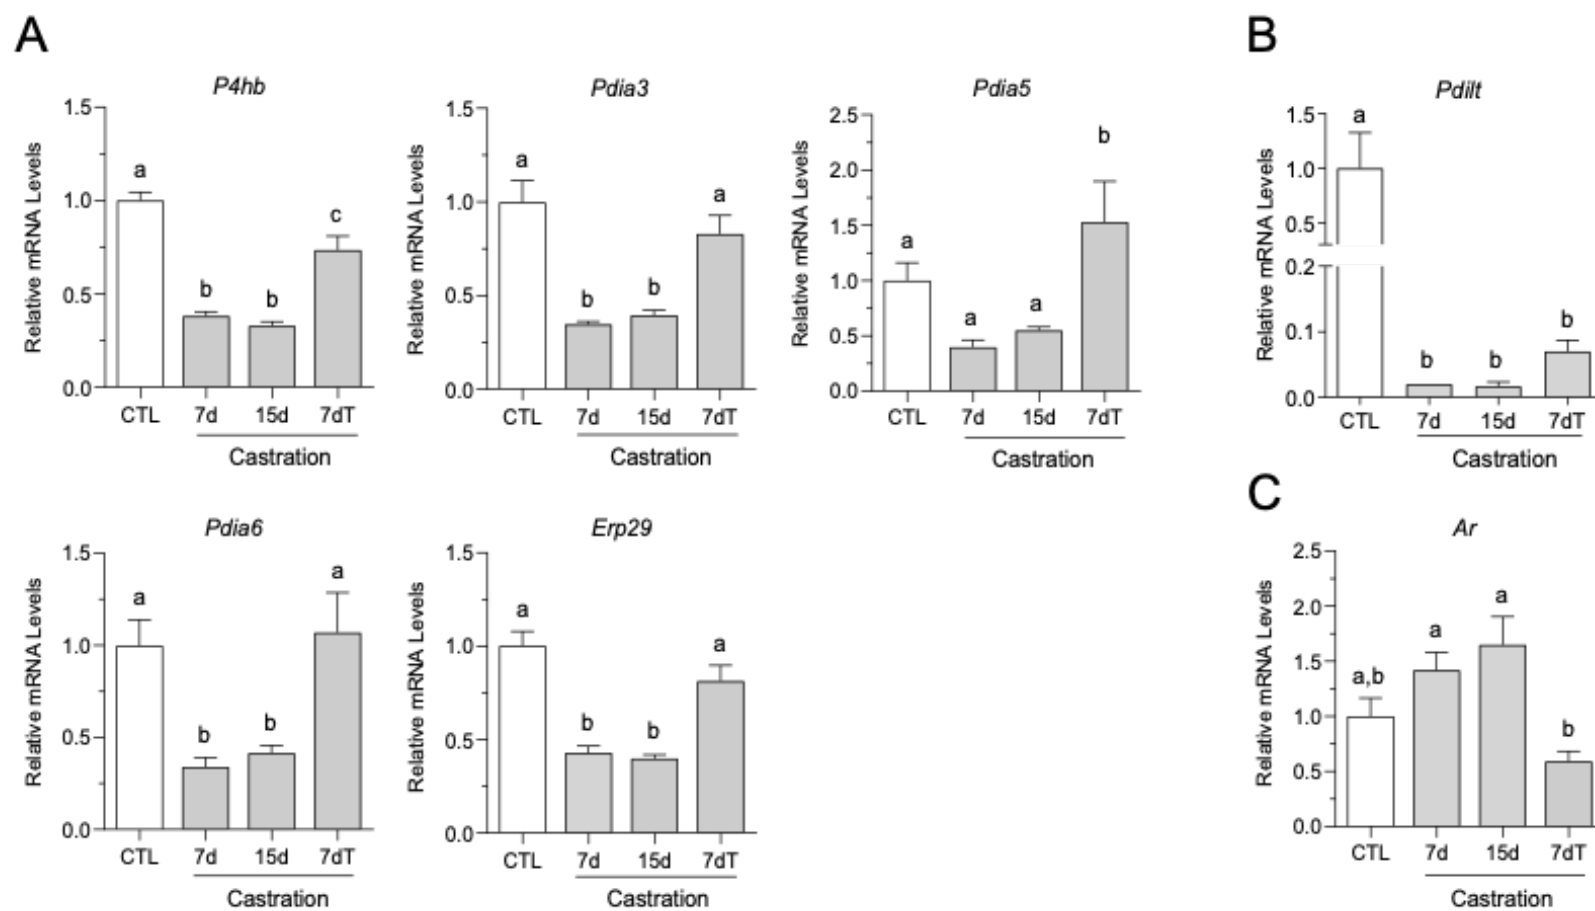 A
B
P4hb
Pdia3
Pdia5
Pdilt
Relative mRNA Levels
1.5
1.0
0.5
0.0
a
b
b
c
CTL
7d
15d
7dT
Castration
Relative mRNA Levels
1.5
1.0
0.5
0.0
a
b
b
a
CTL
7d
15d
7dT
Castration
Relative mRNA Levels
2.5
2.0
1.5
1.0
0.5
0.0
a
a
a
b
CTL
7d
15d
7dT
Castration
Relative mRNA Levels
1.5
1.0
0.5
0.2
0.1
0.0
a
b
b
b
CTL
7d
15d
7dT
Castration
C
Pdia6
Erp29
Ar
Relative mRNA Levels
1.5
1.0
0.5
0.0
a
b
b
a
CTL
7d
15d
7dT
Castration
Relative mRNA Levels
1.5
1.0
0.5
0.0
a
b
b
a
CTL
7d
15d
7dT
Castration
Relative mRNA Levels
2.5
2.0
1.5
1.0
0.5
0.0
a,b
a
a
b
CTL
7d
15d
7dT
Castration